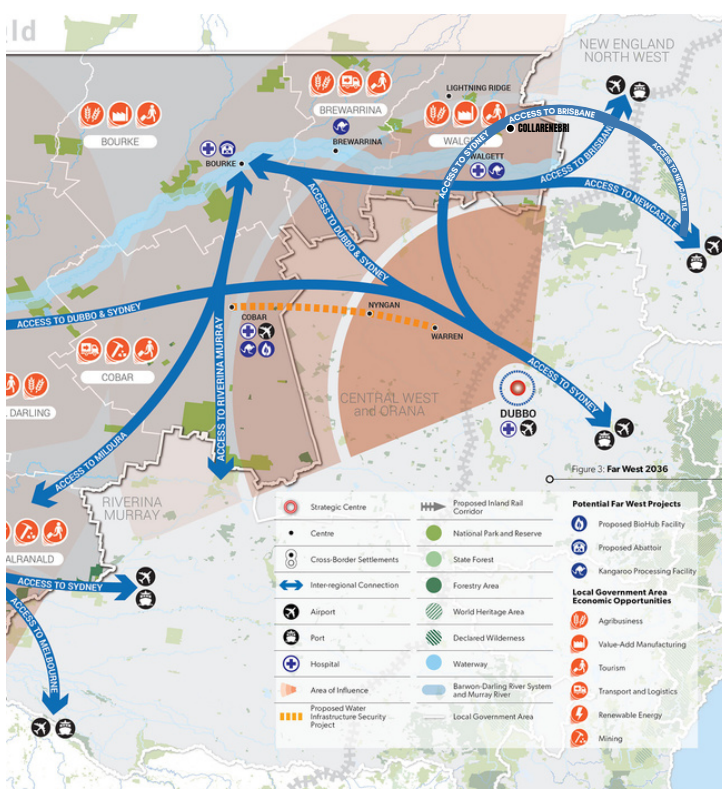 ld
NEW ENGLAND
NORTH WEST
LIGHTNING RIDGE
BREWARRINA
BOURKE
WALGETT
ACCESS TO BRISBANE
COLLARENEBRI
ACCESS TO SYDNEY
BREWARRINA
BOURKE
WALGETT
ACCESS TO BRISBANE
ACCESS TO NEWCASTLE
ACCESS TO NEWCASTLE
ACCESS TO DUBBO & SYDNEY
ACCESS TO DUBBO & SYDNEY
COBAR
NYNGAN
WARREN
COBAR
ACCESS TO RIVERINA MURRAY
DARLING
CENTRAL WEST
and ORANA
ACCESS TO SYDNEY
DUBBO
ACCESS TO MILDURA
RIVERINA
MURRAY
ALRANALD
ACCESS TO SYDNEY
ACCESS TO MELBOURNE
Figure 3: Far West 2036
Strategic Centre
Centre
Cross-Border Settlements
Inter-regional Connection
Airport
Port
Hospital
Area of Influence
Proposed Water
Infrastructure Security
Project
Proposed Inland Rail
Corridor
National Park and Reserve
State Forest
Forestry Area
World Heritage Area
Declared Wilderness
Waterway
Barwon-Darling River System
and Murray River
Local Government Area
Potential Far West Projects
Proposed BioHub Facility
Proposed Abattoir
Kangaroo Processing Facility
Local Government Area
Economic Opportunities
Agribusiness
Value-Add Manufacturing
Tourism
Transport and Logistics
Renewable Energy
Mining